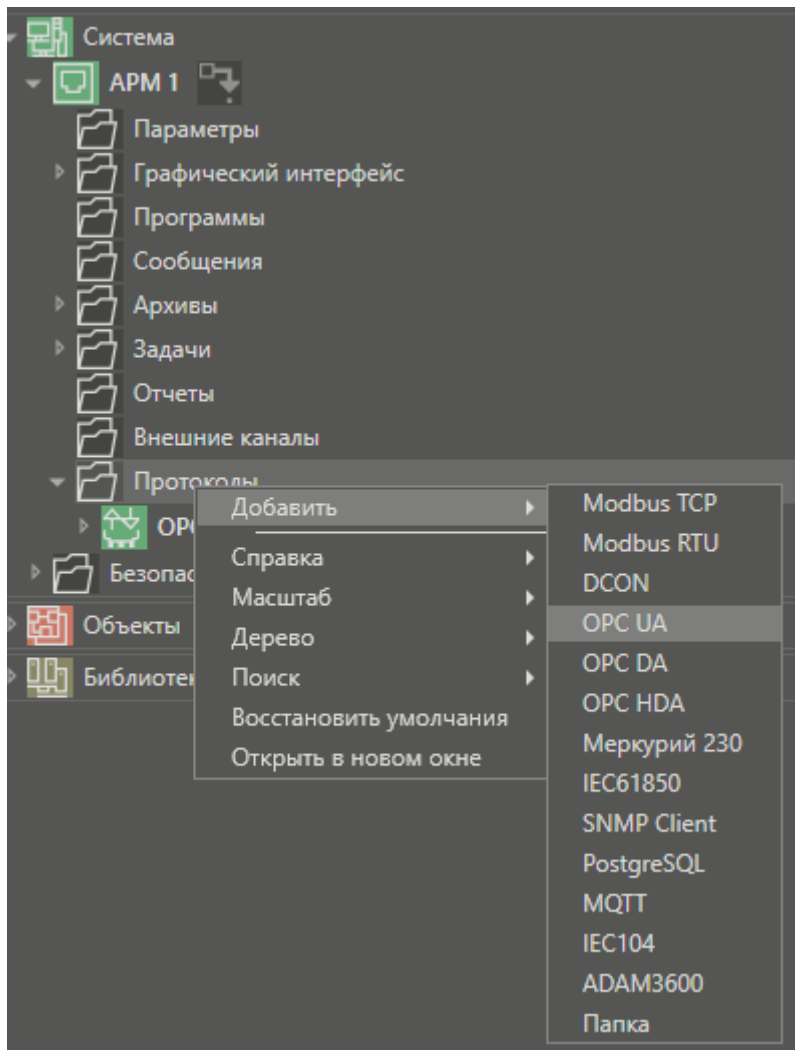 Система
АРМ 1
Параметры
Графический интерфейс
Программы
Сообщения
Архивы
Задачи
Отчеты
Внешние каналы
Протоколы
Добавить
Справка
Масштаб
Дерево
Поиск
Восстановить умолчания
Открыть в новом окне
Modbus TCP
Modbus RTU
DCON
OPC UA
OPC DA
OPC HDA
Меркурий 230
IEC61850
SNMP Client
PostgreSQL
MQTT
IEC104
ADAM3600
Папка
Объекты